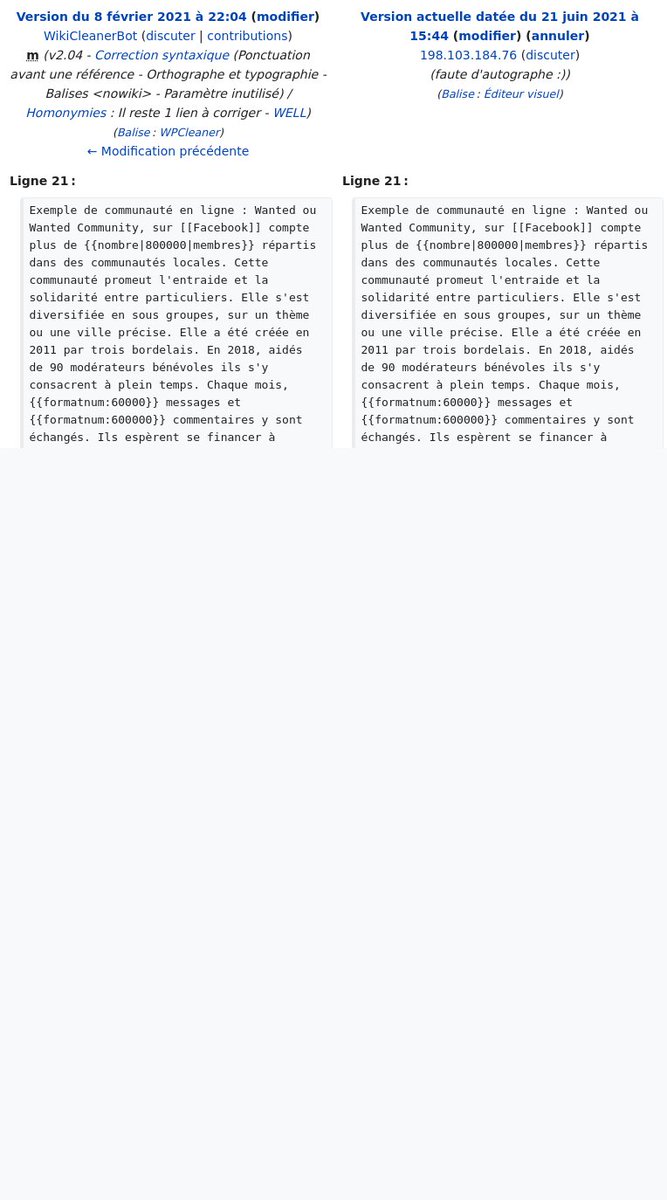 Version du 8 février 2021 à 22:04 (modifier)
WikiCleanerBot (discuter | contributions)
m (v2.04 - Correction syntaxique (Ponctuation
avant une référence - Orthographe et typographie -
Balises <nowiki> - Paramètre inutilisé) /
Homonymies : Il reste 1 lien à corriger - WELL)
(Balise : WPCleaner)
← Modification précédente
Version actuelle datée du 21 juin 2021 à
15:44 (modifier) (annuler)
198.103.184.76 (discuter)
(faute d'autographe :))
(Balise : Éditeur visuel)
Ligne 21 :
Exemple de communauté en ligne : Wanted ou
Wanted Community, sur [[Facebook]] compte
plus de {{nombre|800000|membres}} répartis
dans des communautés locales. Cette
communauté promeut l'entraide et la
solidarité entre particuliers. Elle s'est
diversifiée en sous groupes, sur un thème
ou une ville précise. Elle a été créée en
2011 par trois bordelais. En 2018, aidés
de 90 modérateurs bénévoles ils s'y
consacrent à plein temps. Chaque mois,
{{formatnum:60000}} messages et
{{formatnum:600000}} commentaires y sont
échangés. Ils espèrent se financer à
Ligne 21 :
Exemple de communauté en ligne : Wanted ou
Wanted Community, sur [[Facebook]] compte
plus de {{nombre|800000|membres}} répartis
dans des communautés locales. Cette
communauté promeut l'entraide et la
solidarité entre particuliers. Elle s'est
diversifiée en sous groupes, sur un thème
ou une ville précise. Elle a été créée en
2011 par trois bordelais. En 2018, aidés
de 90 modérateurs bénévoles ils s'y
consacrent à plein temps. Chaque mois,
{{formatnum:60000}} messages et
{{formatnum:600000}} commentaires y sont
échangés. Ils espèrent se financer à